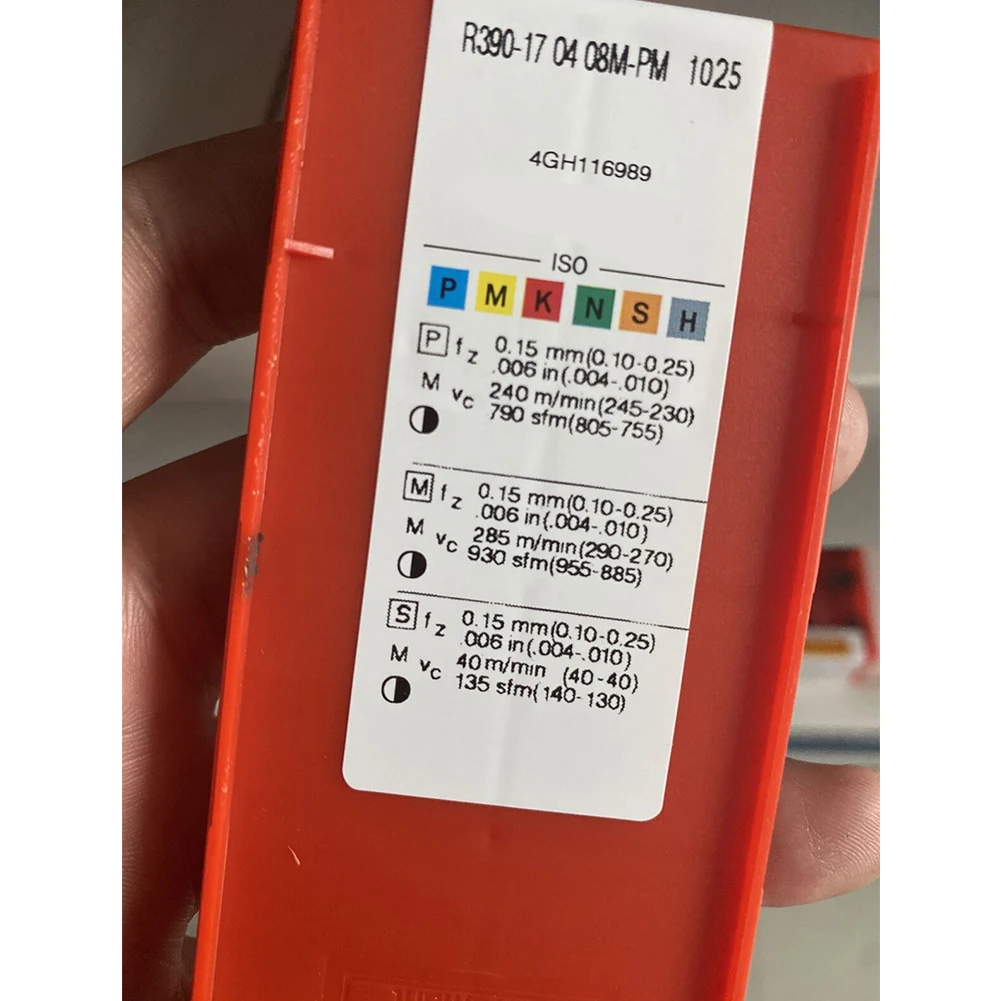 R390-17 04 08M-PM 1025
4GH116989
ISO
P M K N S H
P fz 0.15 mm(0.10-0.25)
.006 in(.004-.010)
M vc 240 m/min(245-230)
790 sfm(805-755)
M fz 0.15 mm(0.10-0.25)
.006 in(.004-.010)
M vc 285 m/min(290-270)
930 sfm(955-885)
S fz 0.15 mm(0.10-0.25)
.006 in(.004-.010)
M vc 40 m/min (40-40)
135 sfm(140-130)